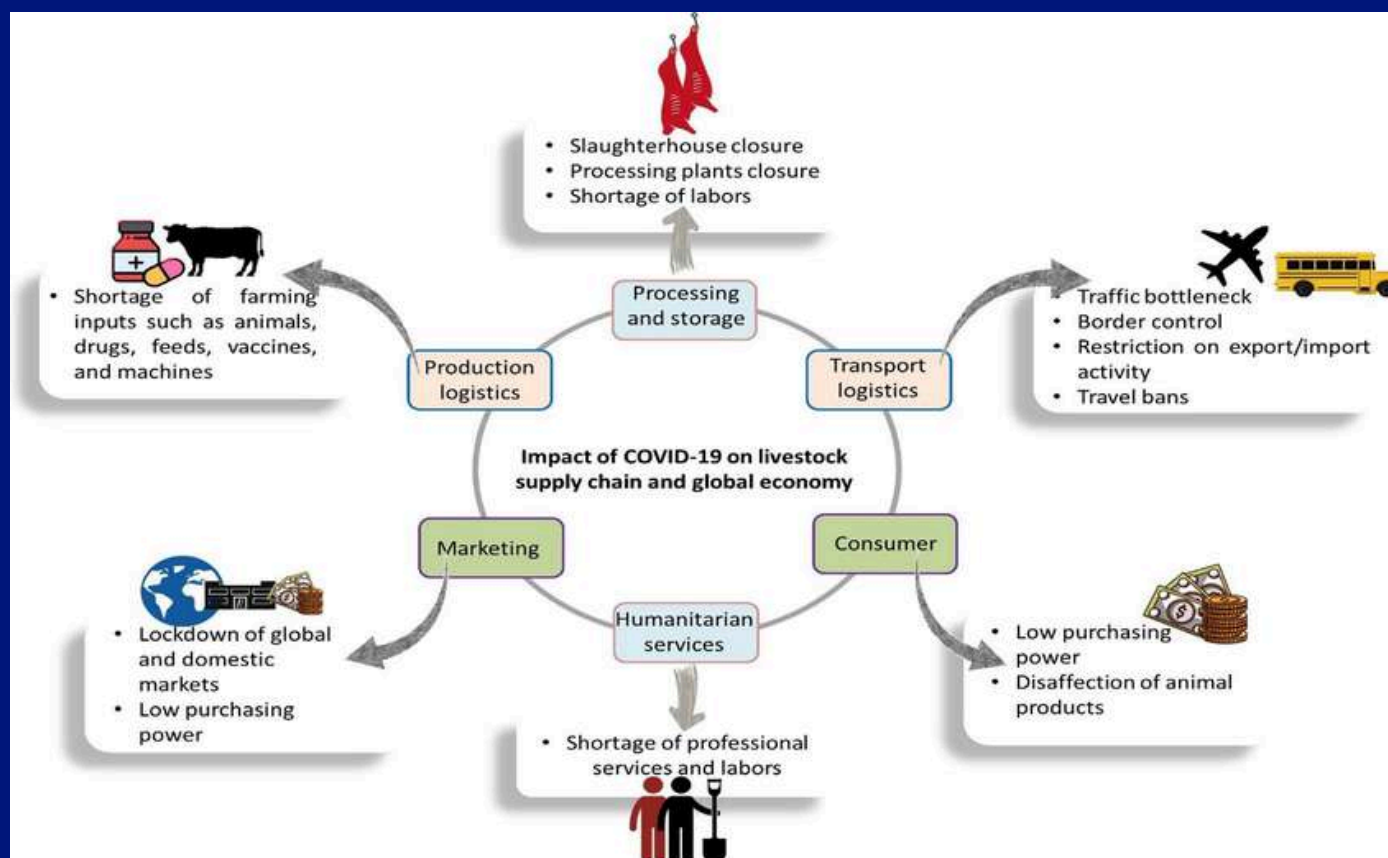 • Slaughterhouse closure
• Processing plants closure
• Shortage of labors
• Shortage of farming
inputs such as animals,
drugs, feeds, vaccines,
and machines
Processing
and storage
Traffic bottleneck
• Border control
• Restriction on export/import
activity
• Travel bans
Production
logistics
Transport
logistics
Impact of COVID-19 on livestock
supply chain and global economy
Marketing
Consumer
Humanitarian
services
• Lockdown of global
and domestic
markets
• Low purchasing
power
• Low purchasing
power
• Disaffection of animal
products
• Shortage of professional
services and labors